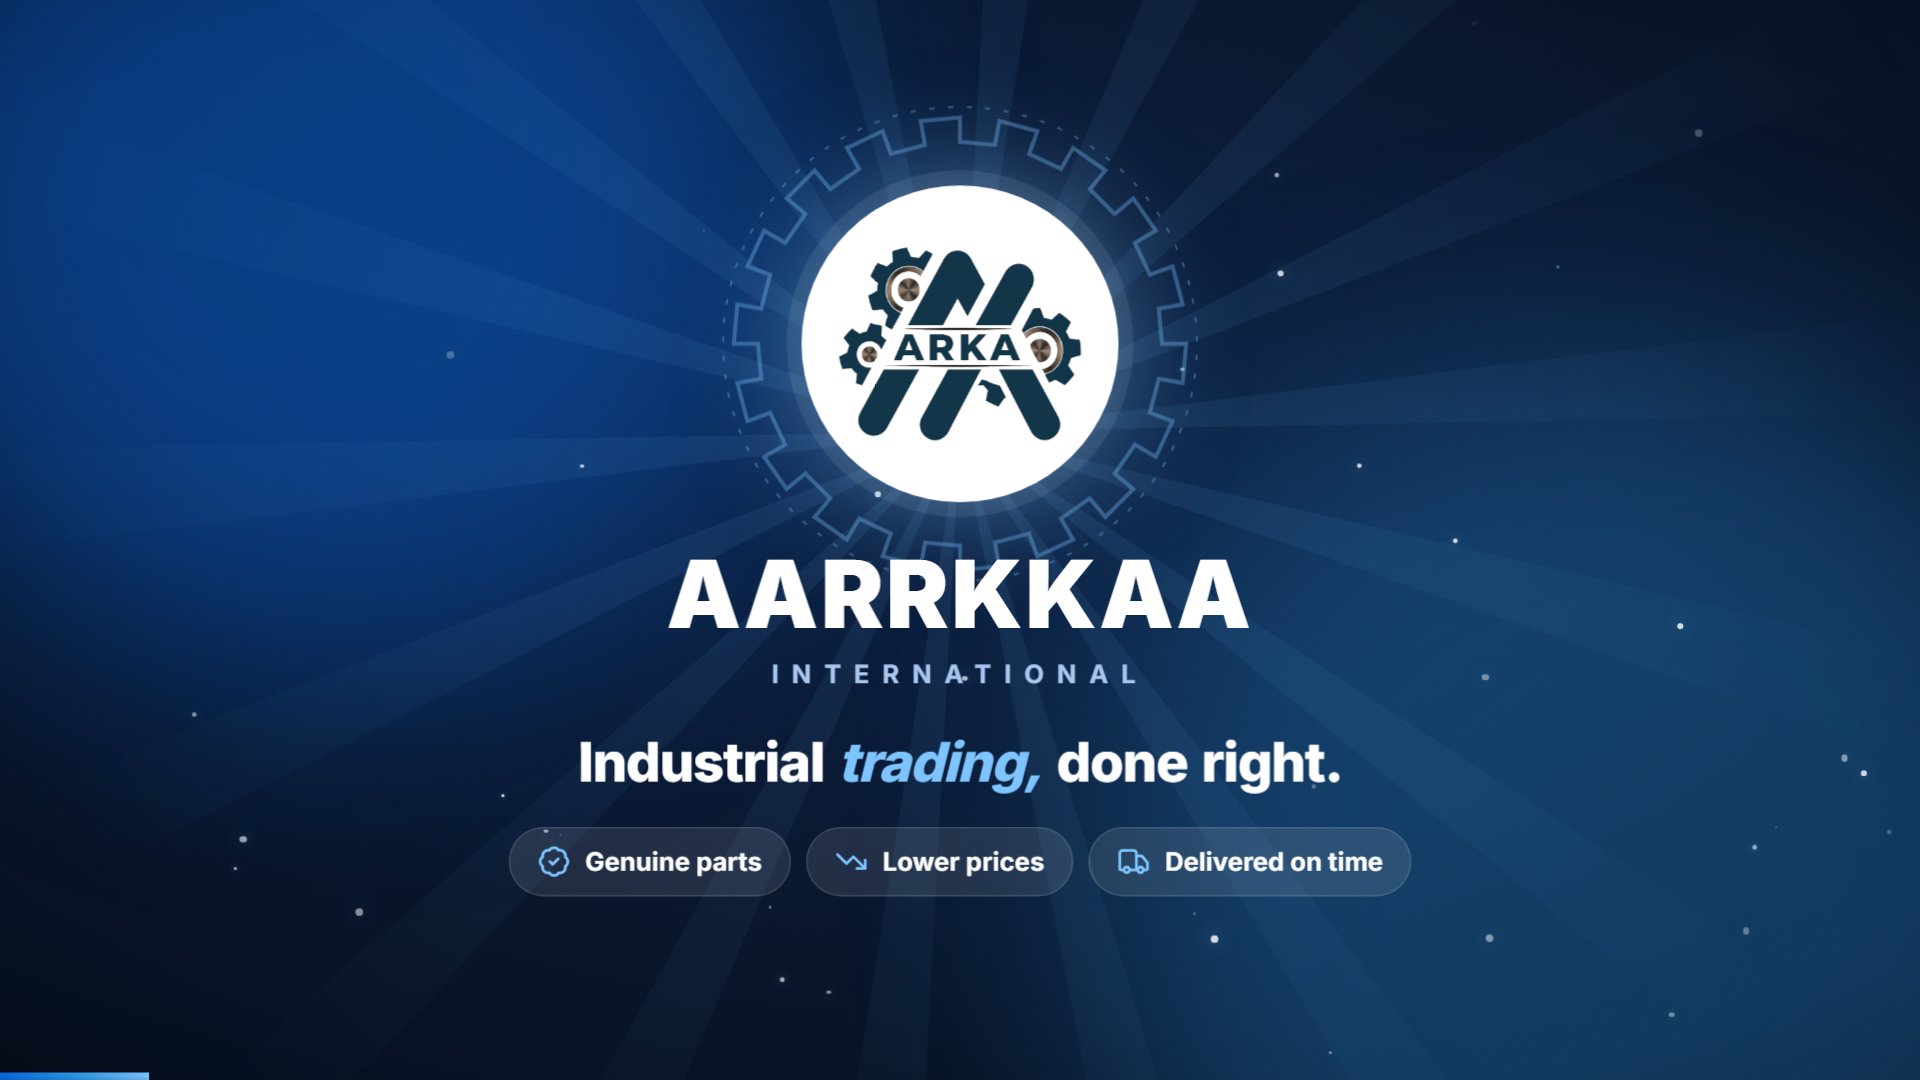 ARKA
AARRKKAA
INTERNATIONAL
Industrial trading, done right.
Genuine parts
Lower prices
Delivered on time